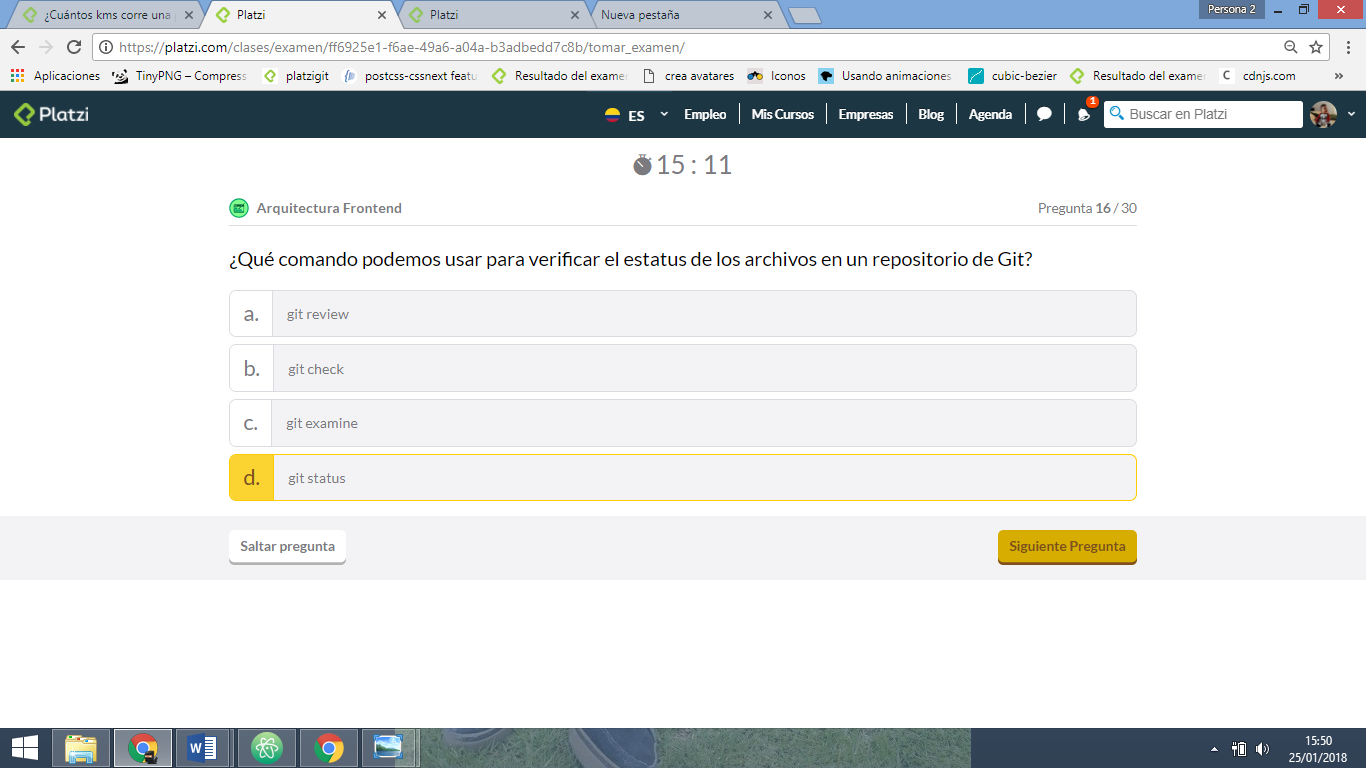 ¿Cuántos kms corre una
Platzi
Platzi
Nueva pestaña
Persona 2
https://platzi.com/clases/examen/ff6925e1-f6ae-49a6-a04a-b3adbedd7c8b/tomar_examen/
Aplicaciones
TinyPNG – Compress
platzigit
postcss-cssnext featu
Resultado del examen
crea avatares
Iconos
Usando animaciones
cubic-bezier
Resultado del examen
cdnjs.com
»
Platzi
ES
Empleo
Mis Cursos
Empresas
Blog
Agenda
1
Buscar en Platzi
15 : 11
Arquitectura Frontend
Pregunta 16 / 30
¿Qué comando podemos usar para verificar el estatus de los archivos en un repositorio de Git?
a. git review
b. git check
c. git examine
d. git status
Saltar pregunta
Siguiente Pregunta
15:50
25/01/2018